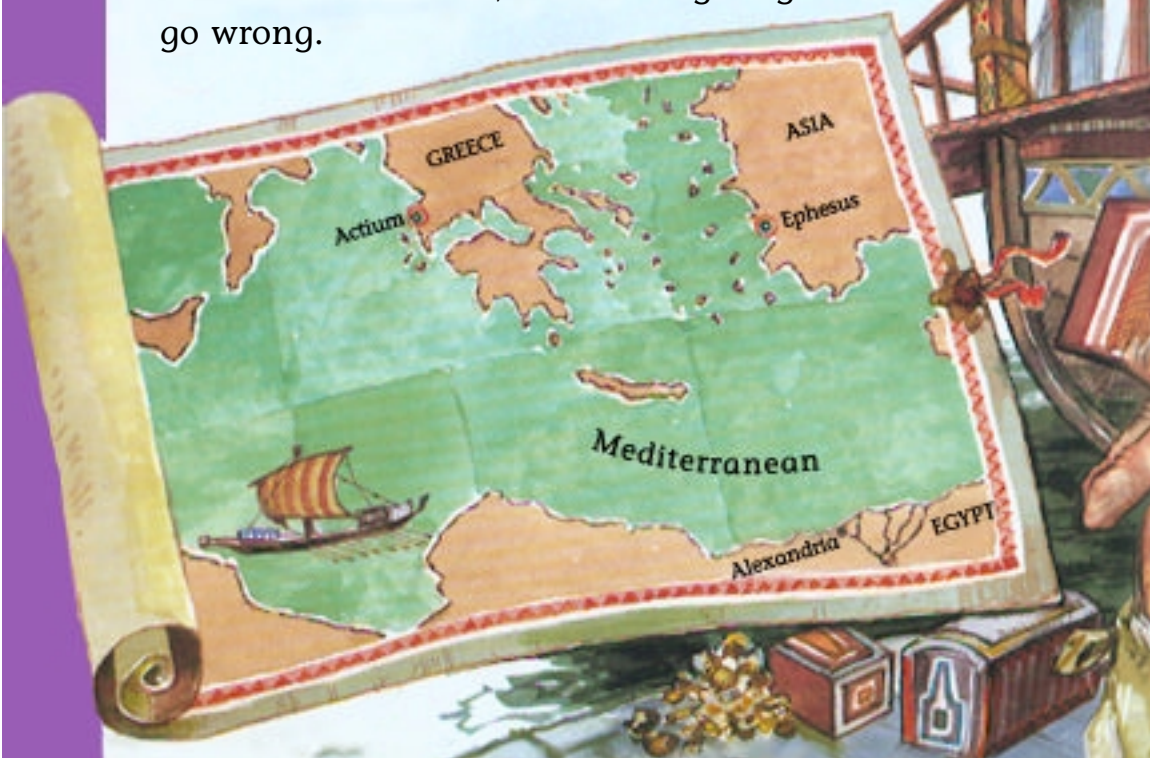 go wrong.
GREECE
ASIA
Actium
Ephesus
Mediterranean
Alexandria
EGYPT